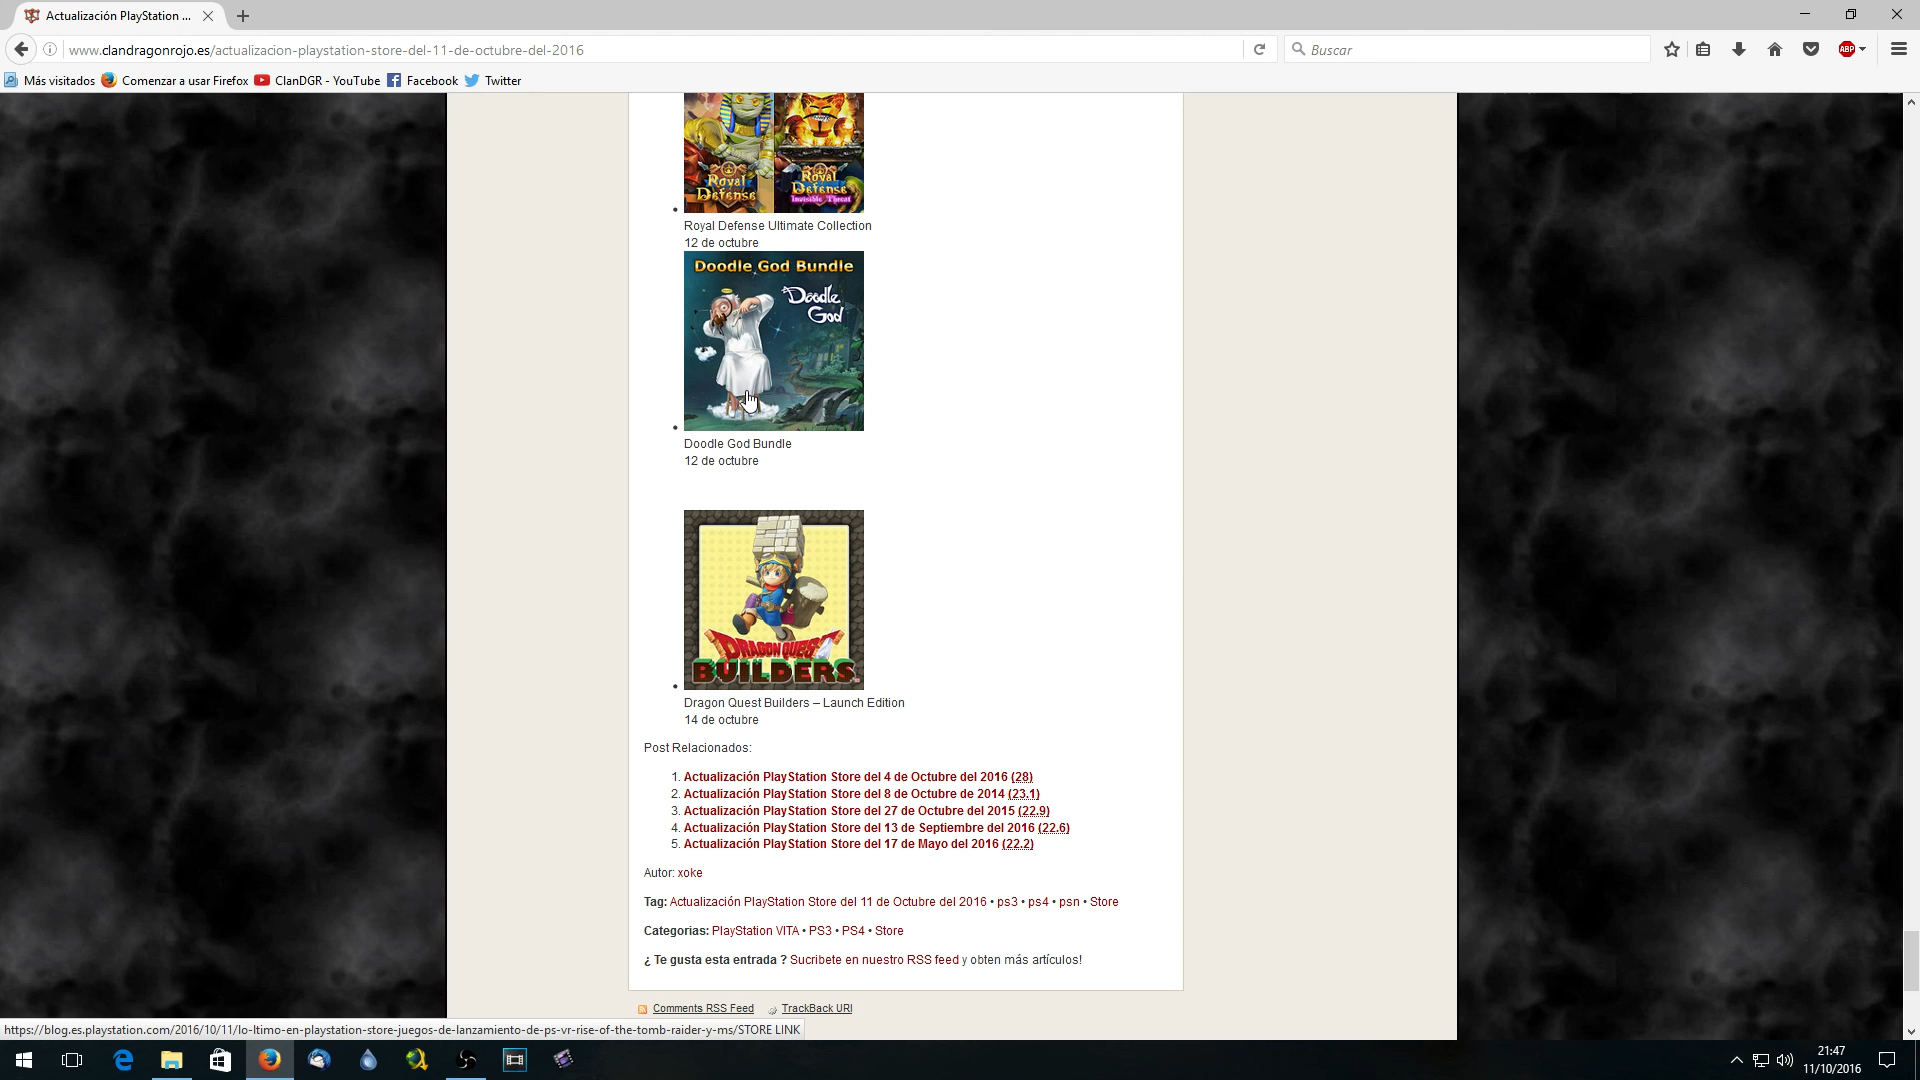 Actualización PlayStation ...
www.clandragonrojo.es/actualizacion-playstation-store-del-11-de-octubre-del-2016
Buscar
ABP
Más visitados
Comenzar a usar Firefox
ClanDGR - YouTube
Facebook
Twitter
Royal Defense
Royal Defense Invisible Threat
Royal Defense Ultimate Collection
12 de octubre
Doodle God Bundle
Doodle
God
Doodle God Bundle
12 de octubre
DRAGON QUEST
BUILDERS
Dragon Quest Builders – Launch Edition
14 de octubre
Post Relacionados:
1. Actualización PlayStation Store del 4 de Octubre del 2016 (28)
2. Actualización PlayStation Store del 8 de Octubre de 2014 (23.1)
3. Actualización PlayStation Store del 27 de Octubre del 2015 (22.9)
4. Actualización PlayStation Store del 13 de Septiembre del 2016 (22.6)
5. Actualización PlayStation Store del 17 de Mayo del 2016 (22.2)
Autor: xoke
Tag: Actualización PlayStation Store del 11 de Octubre del 2016 • ps3 • ps4 • psn • Store
Categorias: PlayStation VITA • PS3 • PS4 • Store
¿ Te gusta esta entrada ? Sucribete en nuestro RSS feed y obten más artículos!
Comments RSS Feed
TrackBack URI
https://blog.es.playstation.com/2016/10/11/lo-ltimo-en-playstation-store-juegos-de-lanzamiento-de-ps-vr-rise-of-the-tomb-raider-y-ms/STORE LINK
21:47
11/10/2016